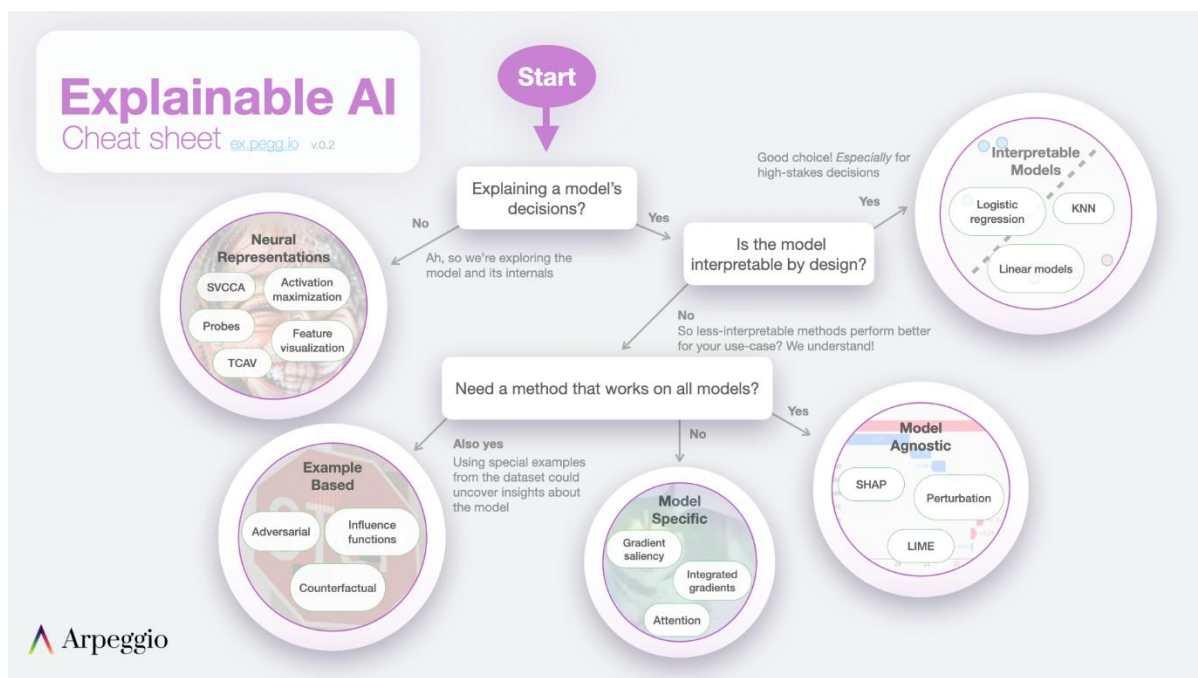 Explainable AI
Cheat sheet ex.pegg.io v.0.2
Start
Explaining a model's
decisions?
No
Ah, so we're exploring the
model and its internals
Yes
Neural
Representations
SVCCA
Activation
maximization
Probes
Feature
visualization
TCAV
Is the model
interpretable by design?
Good choice! Especially for
high-stakes decisions
Yes
Interpretable
Models
Logistic
regression
KNN
Linear models
No
So less-interpretable methods perform better
for your use-case? We understand!
Need a method that works on all models?
Also yes
Using special examples
from the dataset could
uncover insights about
the model
No
Yes
Example
Based
Adversarial
Influence
functions
Counterfactual
Model
Specific
Gradient
saliency
Integrated
gradients
Attention
Model
Agnostic
SHAP
Perturbation
LIME
Arpeggio